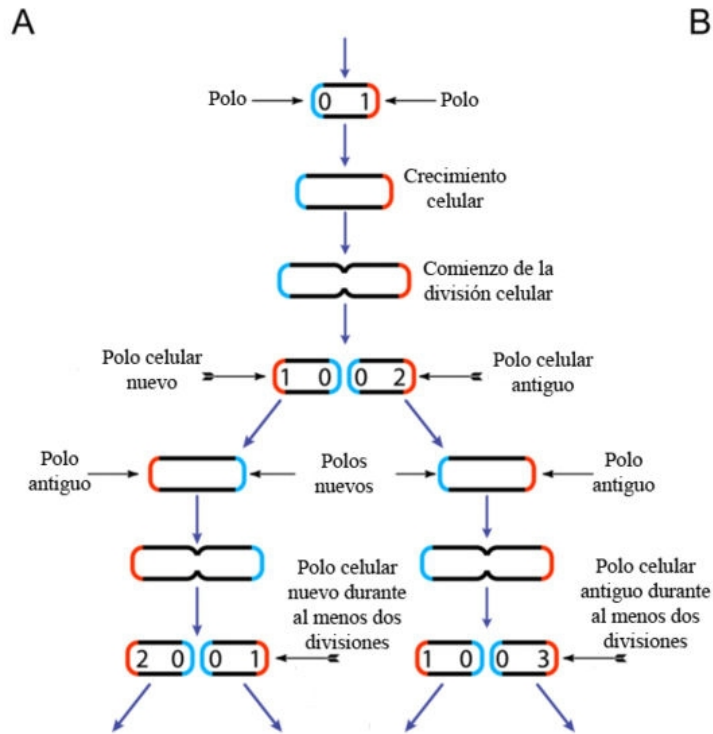 A
B
Polo
0 1
Polo
Crecimiento
celular
Comienzo de la
división celular
Polo celular
nuevo
1 0 0 2
Polo celular
antiguo
Polo
antiguo
Polos
nuevos
Polo
antiguo
Polo celular
nuevo durante
al menos dos
divisiones
Polo celular
antiguo durante
al menos dos
divisiones
2 0 0 1
1 0 0 3